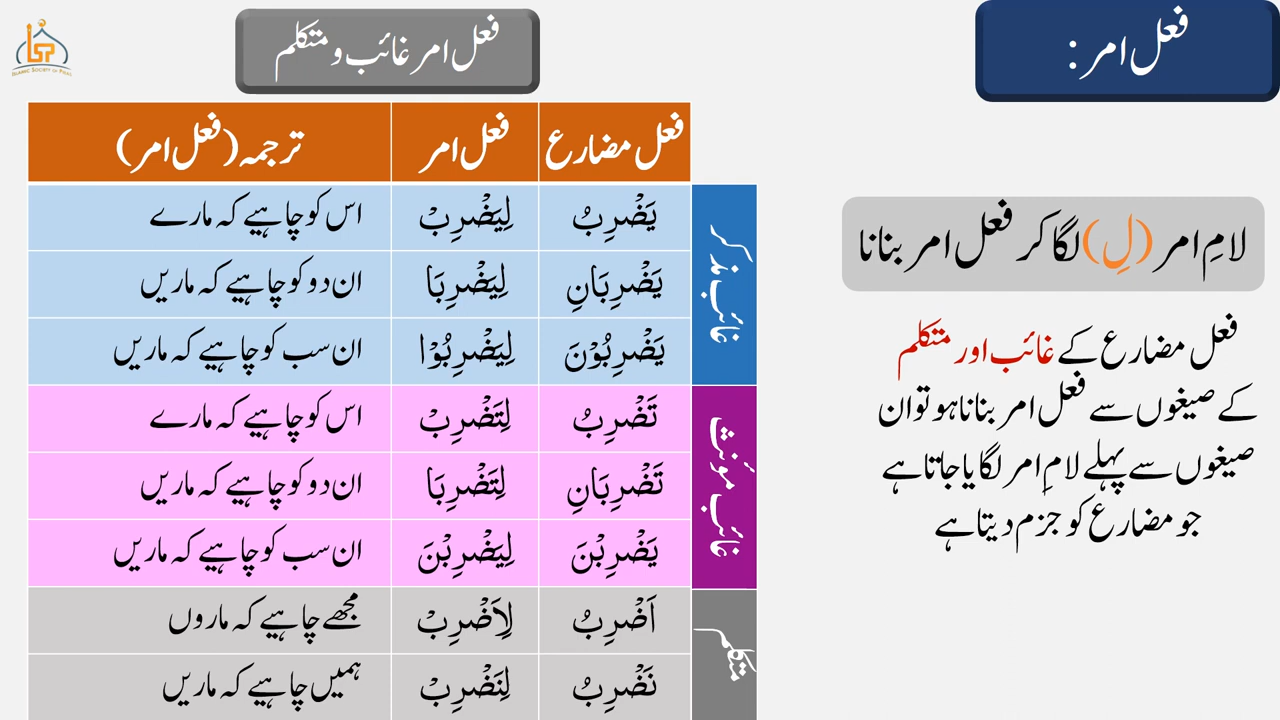 فعل امر :
لامِ امر (لِ) لگا کر فعل امر بنانا
فعل مضارع کے غائب اور متکلم
کے صیغوں سے فعل امر بنانا ہو تو ان
صیغوں سے پہلے لامِ امر لگایا جاتا ہے
جو مضارع کو جزم دیتا ہے
فعل امر غائب و متکلم
ISLAMIC SOCIETY OF PIEAS
فعل مضارع فعل امر ترجمہ (فعل امر)
غائب مذکر
يَضْرِبُ لِيَضْرِبْ اس کو چاہیے کہ مارے
يَضْرِبَانِ لِيَضْرِبَا ان دو کو چاہیے کہ ماریں
يَضْرِبُوْنَ لِيَضْرِبُوْا ان سب کو چاہیے کہ ماریں
غائب مؤنث
تَضْرِبُ لِتَضْرِبْ اس کو چاہیے کہ مارے
تَضْرِبَانِ لِتَضْرِبَا ان دو کو چاہیے کہ ماریں
يَضْرِبْنَ لِيَضْرِبْنَ ان سب کو چاہیے کہ ماریں
متکلم
اَضْرِبُ لِاَضْرِبْ مجھے چاہیے کہ ماروں
نَضْرِبُ لِنَضْرِبْ ہمیں چاہیے کہ ماریں